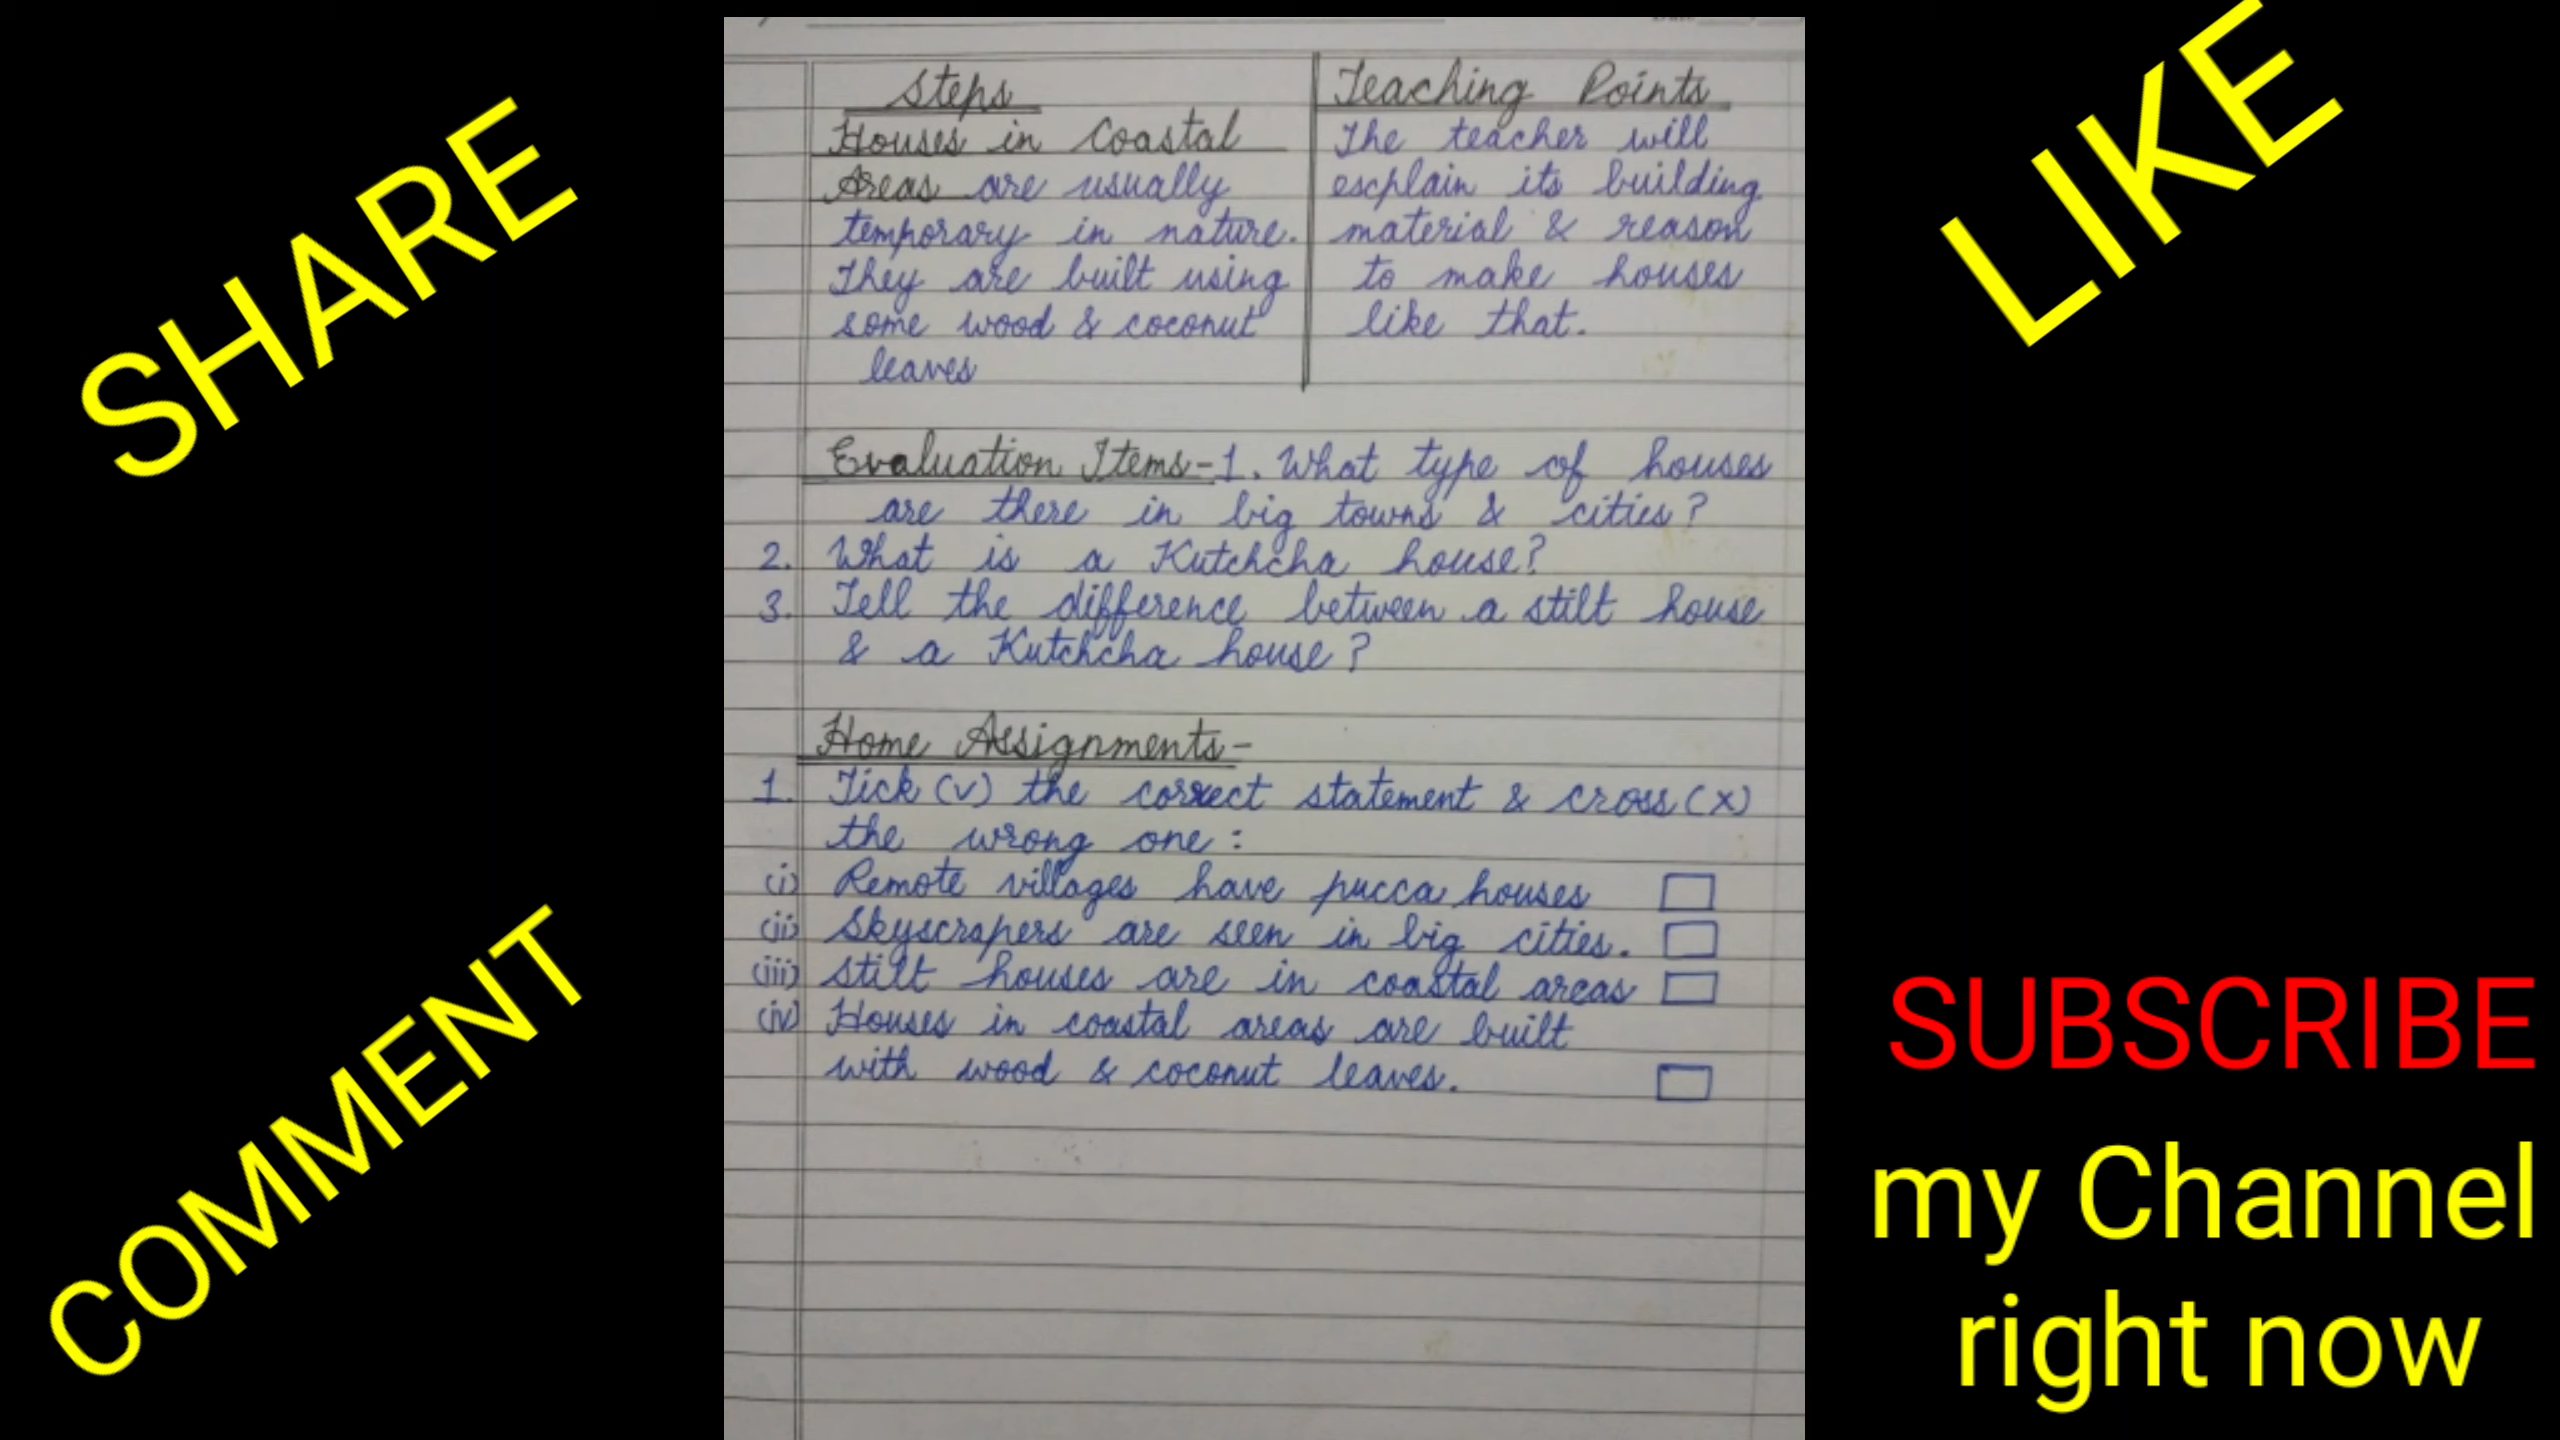 SHARE
LIKE
Steps
Teaching Points
Houses in Coastal
Areas are usually
temporary in nature.
They are built using
some wood & coconut
leaves
The teacher will
explain its building
material & reason
to make houses
like that.
Evaluation Items- 1. What type of houses
are there in big towns & cities?
2. What is a Kutchcha house?
3. Tell the difference between a stilt house
& a Kutchcha house?
Home Assignments-
1. Tick (v) the correct statement & cross (x)
the wrong one:
(i) Remote villages have pucca houses
(ii) Skyscrapers are seen in big cities.
(iii) Stilt houses are in coastal areas
(iv) Houses in coastal areas are built
with wood & coconut leaves.
COMMENT
SUBSCRIBE
my Channel
right now